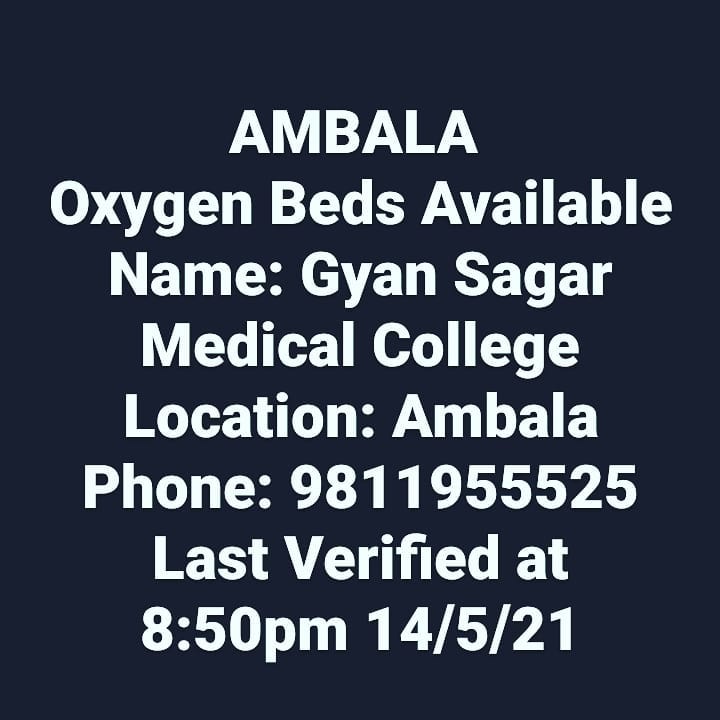 AMBALA
Oxygen Beds Available
Name: Gyan Sagar
Medical College
Location: Ambala
Phone: 9811955525
Last Verified at
8:50pm 14/5/21